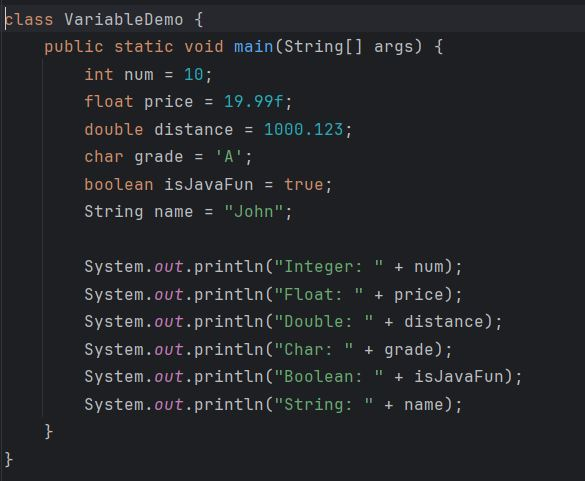 class VariableDemo {
    public static void main(String[] args) {
        int num = 10;
        float price = 19.99f;
        double distance = 1000.123;
        char grade = 'A';
        boolean isJavaFun = true;
        String name = "John";

        System.out.println("Integer: " + num);
        System.out.println("Float: " + price);
        System.out.println("Double: " + distance);
        System.out.println("Char: " + grade);
        System.out.println("Boolean: " + isJavaFun);
        System.out.println("String: " + name);
    }
}